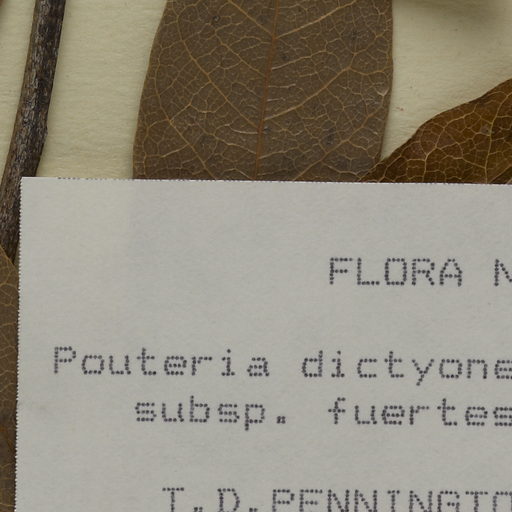 FLORA N
Pouteria dictyone
subsp. fuertes
T.D.PENNINGTO